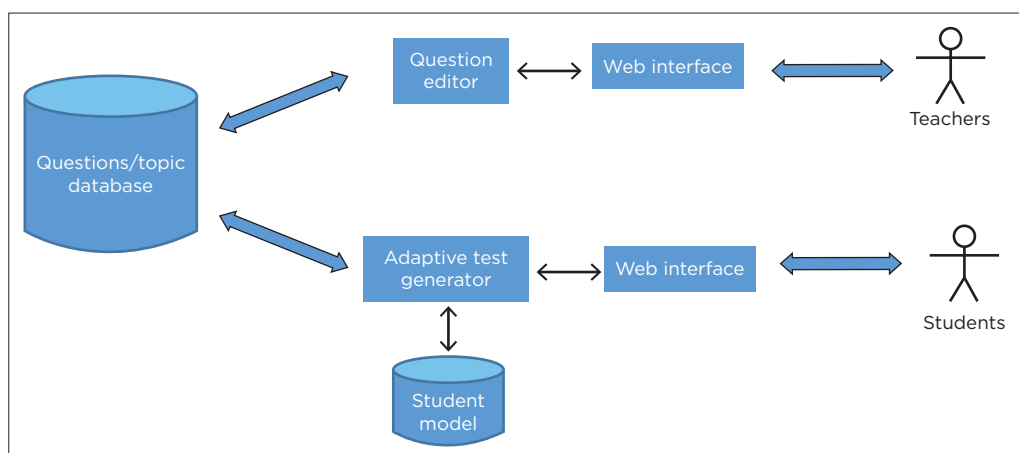 Question
editor
Web interface
Teachers
Questions/topic
database
Adaptive test
generator
Web interface
Students
Student
model